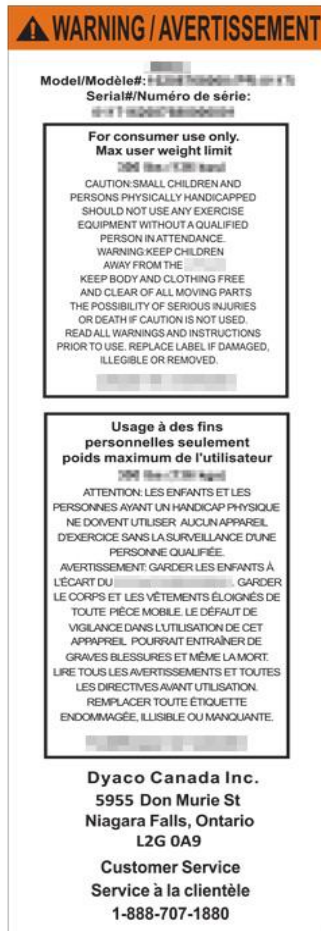 WARNING / AVERTISSEMENT
Model/Modèle#:
Serial#/Numéro de série:
For consumer use only.
Max user weight limit
CAUTION:SMALL CHILDREN AND
PERSONS PHYSICALLY HANDICAPPED
SHOULD NOT USE ANY EXERCISE
EQUIPMENT WITHOUT A QUALIFIED
PERSON IN ATTENDANCE.
WARNING:KEEP CHILDREN
AWAY FROM THE
KEEP BODY AND CLOTHING FREE
AND CLEAR OF ALL MOVING PARTS
THE POSSIBILITY OF SERIOUS INJURIES
OR DEATH IF CAUTION IS NOT USED.
READ ALL WARNINGS AND INSTRUCTIONS
PRIOR TO USE. REPLACE LABEL IF DAMAGED,
ILLEGIBLE OR REMOVED.
Usage à des fins
personnelles seulement
poids maximum de l'utilisateur
ATTENTION: LES ENFANTS ET LES
PERSONNES AYANT UN HANDICAP PHYSIQUE
NE DOIVENT UTILISER AUCUN APPAREIL
D'EXERCICE SANS LA SURVEILLANCE D'UNE
PERSONNE QUALIFIÉE.
AVERTISSEMENT: GARDER LES ENFANTS À
L'ÉCART DU . GARDER
LE CORPS ET LES VÊTEMENTS ÉLOIGNÉS DE
TOUTE PIÈCE MOBILE. LE DÉFAUT DE
VIGILANCE DANS L'UTILISATION DE CET
APPAPREIL POURRAIT ENTRAÎNER DE
GRAVES BLESSURES ET MÊME LA MORT.
LIRE TOUS LES AVERTISSEMENTS ET TOUTES
LES DIRECTIVES AVANT UTILISATION.
REMPLACER TOUTE ÉTIQUETTE
ENDOMMAGÉE, ILLISIBLE OU MANQUANTE.
Dyaco Canada Inc.
5955 Don Murie St
Niagara Falls, Ontario
L2G 0A9
Customer Service
Service à la clientèle
1-888-707-1880